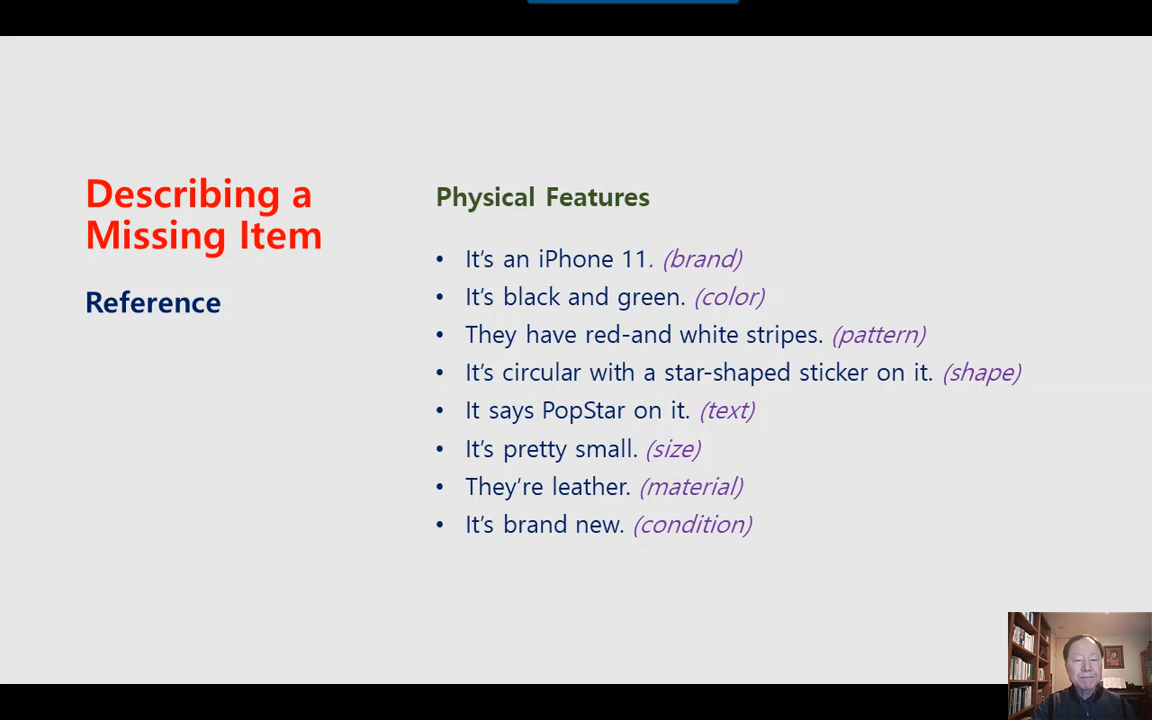 Describing a
Missing Item
Reference
Physical Features
• It's an iPhone 11. (brand)
• It's black and green. (color)
• They have red-and white stripes. (pattern)
• It's circular with a star-shaped sticker on it. (shape)
• It says PopStar on it. (text)
• It's pretty small. (size)
• They're leather. (material)
• It's brand new. (condition)